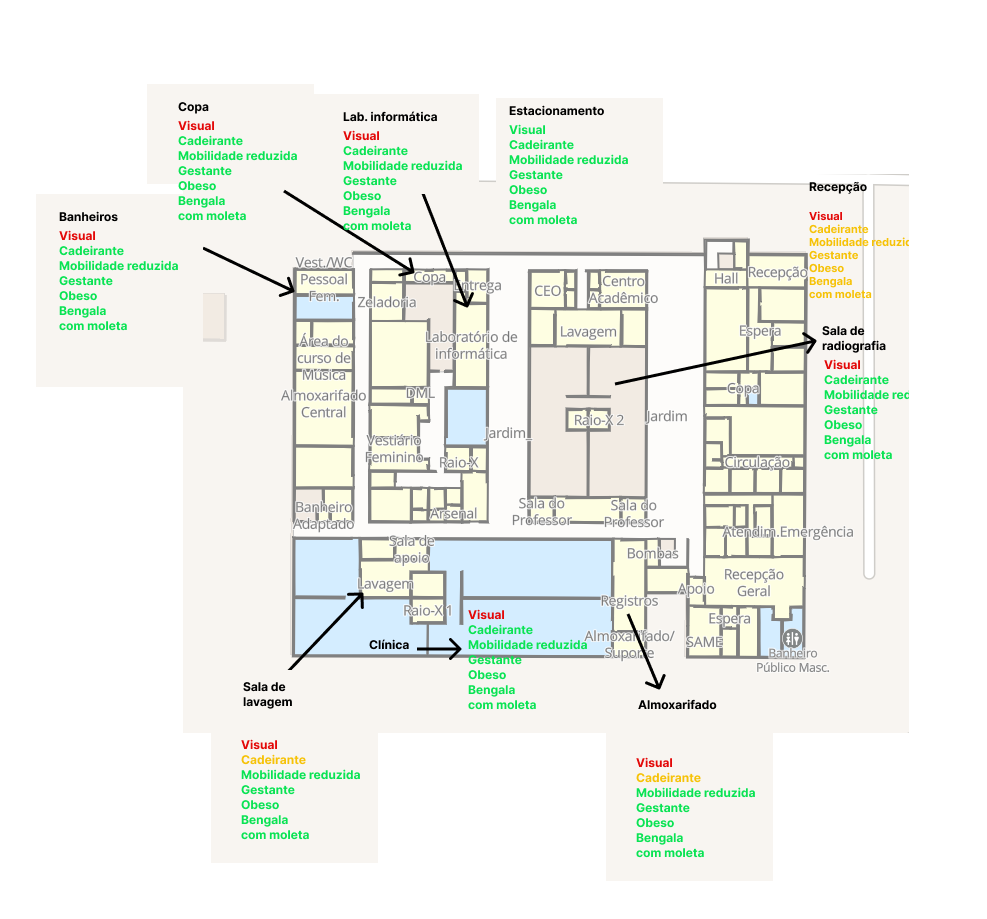 Copa
Visual
Cadeirante
Mobilidade reduzida
Gestante
Obeso
Bengala
com moleta
Lab. informática
Visual
Cadeirante
Mobilidade reduzida
Gestante
Obeso
Bengala
com moleta
Estacionamento
Visual
Cadeirante
Mobilidade reduzida
Gestante
Obeso
Bengala
com moleta
Recepção
Visual
Cadeirante
Mobilidade reduzid
Gestante
Obeso
Bengala
com moleta
Banheiros
Visual
Cadeirante
Mobilidade reduzida
Gestante
Obeso
Bengala
com moleta
Vest./WC
Pessoal
Fem.
Área do
curso de
Música
Almoxarifado
Central
Banheiro
Adaptado
Copa
Entrega
Zeladoria
Laboratório de
informática
DML
Vestiário
Feminino
Raio-X
Arsenal
Jardim
CEO
Centro
Acadêmico
Lavagem
Raio-X 2
Jardim
Sala do
Professor
Sala do
Professor
Hall
Recepção
Espera
Copa
Circulação
Atendim.Emergência
Recepção
Geral
Espera
SAME
Banheiro
Público Masc.
Sala de
radiografia
Visual
Cadeirante
Mobilidade red
Gestante
Obeso
Bengala
com moleta
Sala de
apoio
Lavagem
Raio-X 1
Bombas
Apoio
Registros
Almoxarifado/
Suporte
Clínica
Visual
Cadeirante
Mobilidade reduzida
Gestante
Obeso
Bengala
com moleta
Sala de
lavagem
Visual
Cadeirante
Mobilidade reduzida
Gestante
Obeso
Bengala
com moleta
Almoxarifado
Visual
Cadeirante
Mobilidade reduzida
Gestante
Obeso
Bengala
com moleta